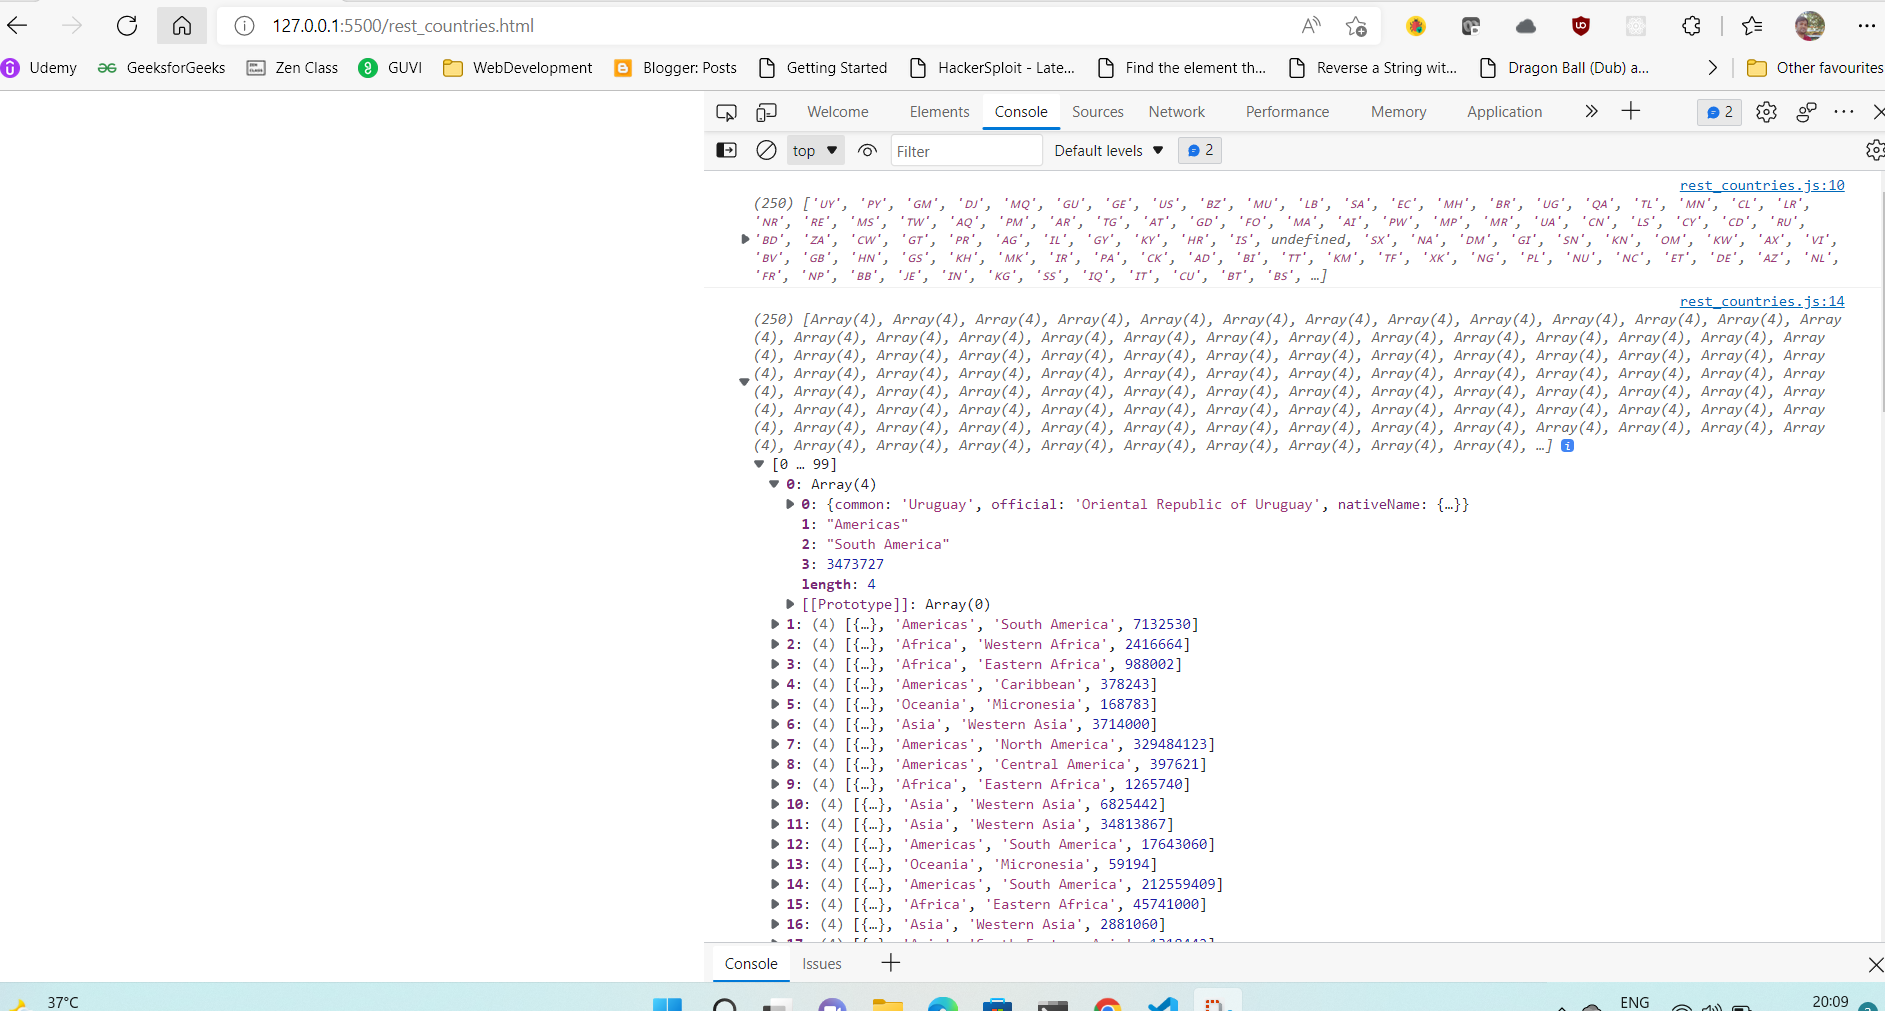 127.0.0.1:5500/rest_countries.html
Udemy GeeksforGeeks Zen Class GUVI WebDevelopment Blogger: Posts Getting Started HackerSploit - Late... Find the element th... Reverse a String wit... Dragon Ball (Dub) a... Other favourites
Welcome Elements Console Sources Network Performance Memory Application 2
top Filter Default levels 2
rest_countries.js:10
(250) ['UY', 'PY', 'GM', 'DJ', 'MQ', 'GU', 'GE', 'US', 'BZ', 'MU', 'LB', 'SA', 'EC', 'MH', 'BR', 'UG', 'QA', 'TL', 'MN', 'CL', 'LR',
'NR', 'RE', 'MS', 'TW', 'AQ', 'PM', 'AR', 'TG', 'AT', 'GD', 'FO', 'MA', 'AI', 'PW', 'MP', 'MR', 'UA', 'CN', 'LS', 'CY', 'CD', 'RU',
'BD', 'ZA', 'CW', 'GT', 'PR', 'AG', 'IL', 'GY', 'KY', 'HR', 'IS', undefined, 'SX', 'NA', 'DM', 'GI', 'SN', 'KN', 'OM', 'KW', 'AX', 'VI',
'BV', 'GB', 'HN', 'GS', 'KH', 'MK', 'IR', 'PA', 'CK', 'AD', 'BI', 'TT', 'KM', 'TF', 'XK', 'NG', 'PL', 'NU', 'NC', 'ET', 'DE', 'AZ', 'NL',
'FR', 'NP', 'BB', 'JE', 'IN', 'KG', 'SS', 'IQ', 'IT', 'CU', 'BT', 'BS', …]
rest_countries.js:14
(250) [Array(4), Array(4), Array(4), Array(4), Array(4), Array(4), Array(4), Array(4), Array(4), Array(4), Array(4), Array(4), Array
(4), Array(4), Array(4), Array(4), Array(4), Array(4), Array(4), Array(4), Array(4), Array(4), Array(4), Array(4), Array(4), Array
(4), Array(4), Array(4), Array(4), Array(4), Array(4), Array(4), Array(4), Array(4), Array(4), Array(4), Array(4), Array(4), Array
(4), Array(4), Array(4), Array(4), Array(4), Array(4), Array(4), Array(4), Array(4), Array(4), Array(4), Array(4), Array(4), Array
(4), Array(4), Array(4), Array(4), Array(4), Array(4), Array(4), Array(4), Array(4), Array(4), Array(4), Array(4), Array(4), Array
(4), Array(4), Array(4), Array(4), Array(4), Array(4), Array(4), Array(4), Array(4), Array(4), Array(4), Array(4), Array(4), Array
(4), Array(4), Array(4), Array(4), Array(4), Array(4), Array(4), Array(4), Array(4), Array(4), Array(4), Array(4), Array(4), Array
(4), Array(4), Array(4), Array(4), Array(4), Array(4), Array(4), Array(4), Array(4), Array(4), …]
[0 … 99]
0: Array(4)
0: {common: 'Uruguay', official: 'Oriental Republic of Uruguay', nativeName: {…}}
1: "Americas"
2: "South America"
3: 3473727
length: 4
[[Prototype]]: Array(0)
1: (4) [{…}, 'Americas', 'South America', 7132530]
2: (4) [{…}, 'Africa', 'Western Africa', 2416664]
3: (4) [{…}, 'Africa', 'Eastern Africa', 988002]
4: (4) [{…}, 'Americas', 'Caribbean', 378243]
5: (4) [{…}, 'Oceania', 'Micronesia', 168783]
6: (4) [{…}, 'Asia', 'Western Asia', 3714000]
7: (4) [{…}, 'Americas', 'North America', 329484123]
8: (4) [{…}, 'Americas', 'Central America', 397621]
9: (4) [{…}, 'Africa', 'Eastern Africa', 1265740]
10: (4) [{…}, 'Asia', 'Western Asia', 6825442]
11: (4) [{…}, 'Asia', 'Western Asia', 34813867]
12: (4) [{…}, 'Americas', 'South America', 17643060]
13: (4) [{…}, 'Oceania', 'Micronesia', 59194]
14: (4) [{…}, 'Americas', 'South America', 212559409]
15: (4) [{…}, 'Africa', 'Eastern Africa', 45741000]
16: (4) [{…}, 'Asia', 'Western Asia', 2881060]
Console Issues
37°C ENG 20:09